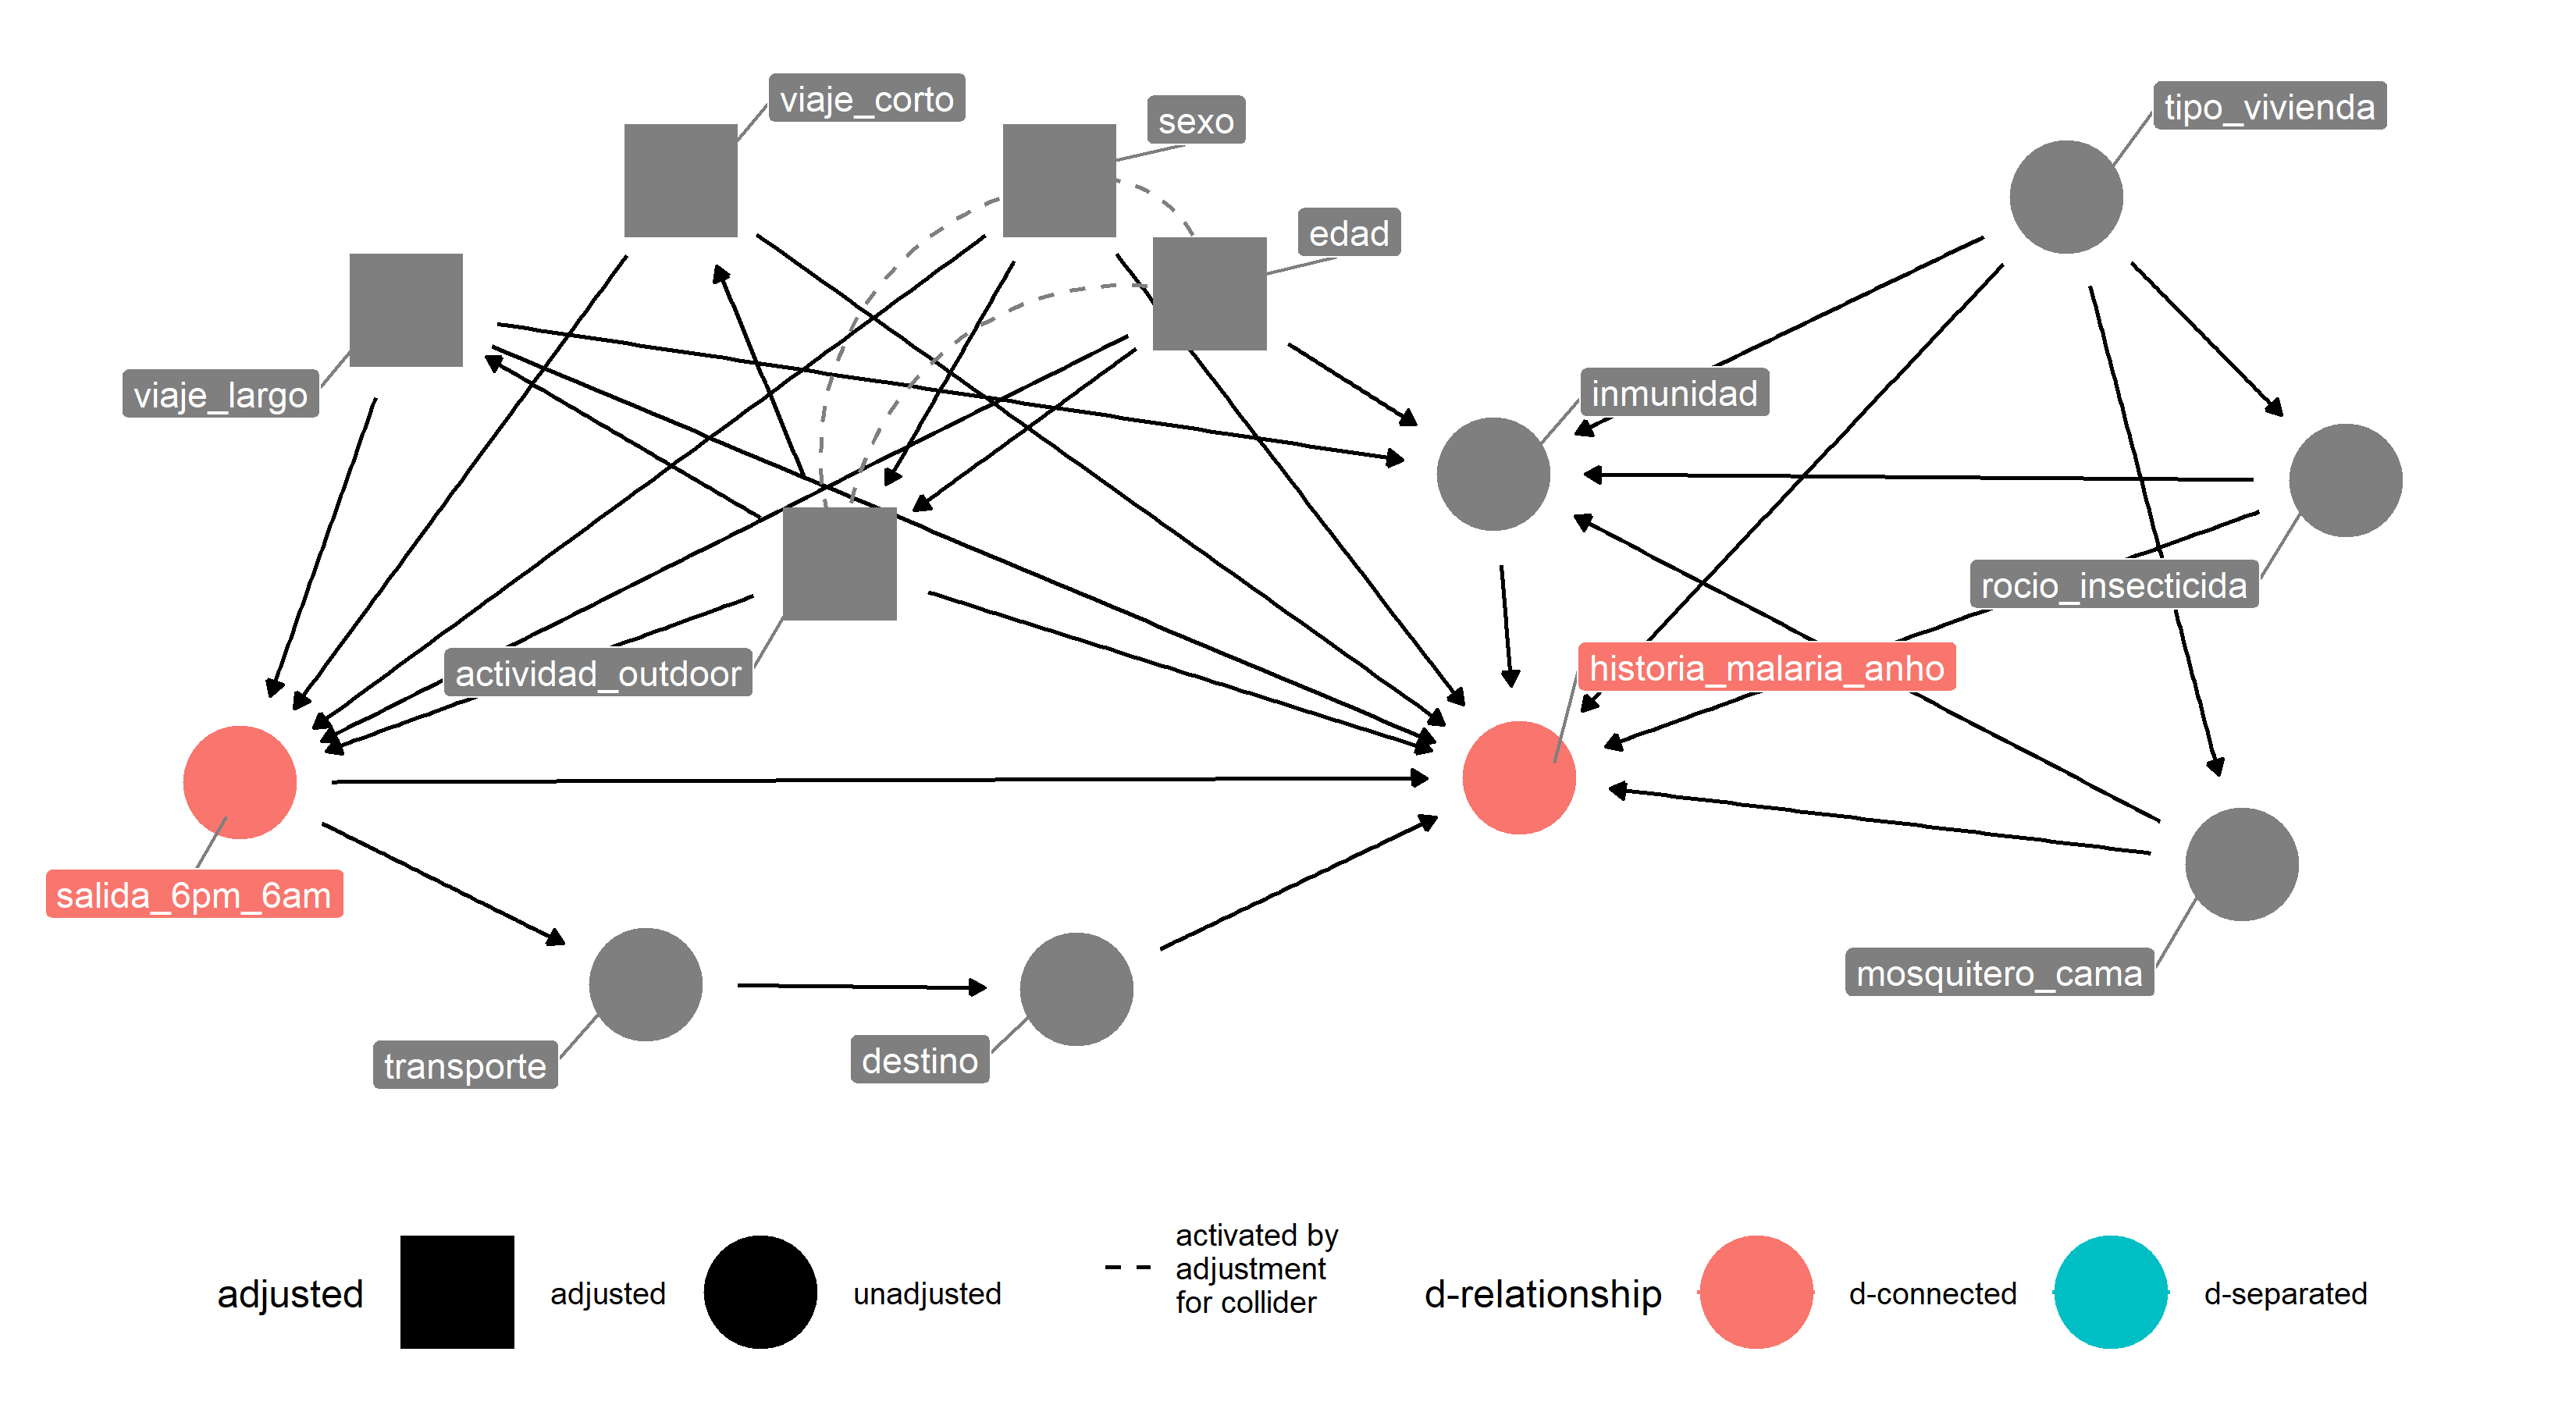 viaje_corto
sexo
tipo_vivienda
edad
viaje_largo
inmunidad
rocio_insecticida
actividad_outdoor
historia_malaria_anho
salida_6pm_6am
mosquitero_cama
transporte
destino
adjusted
adjusted
unadjusted
activated by
adjustment
for collider
d-relationship
d-connected
d-separated